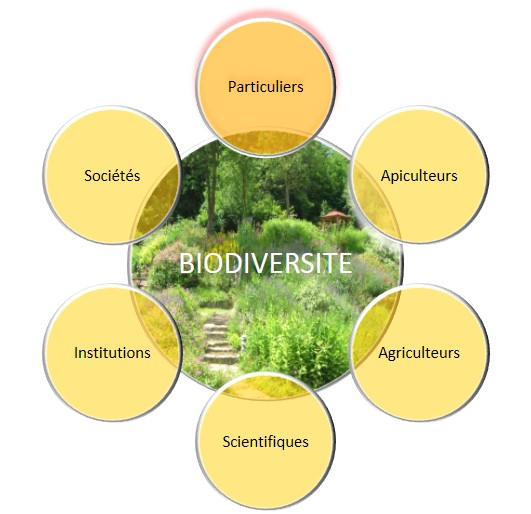 Particuliers
Sociétés
Apiculteurs
BIODIVERSITE
Institutions
Agriculteurs
Scientifiques